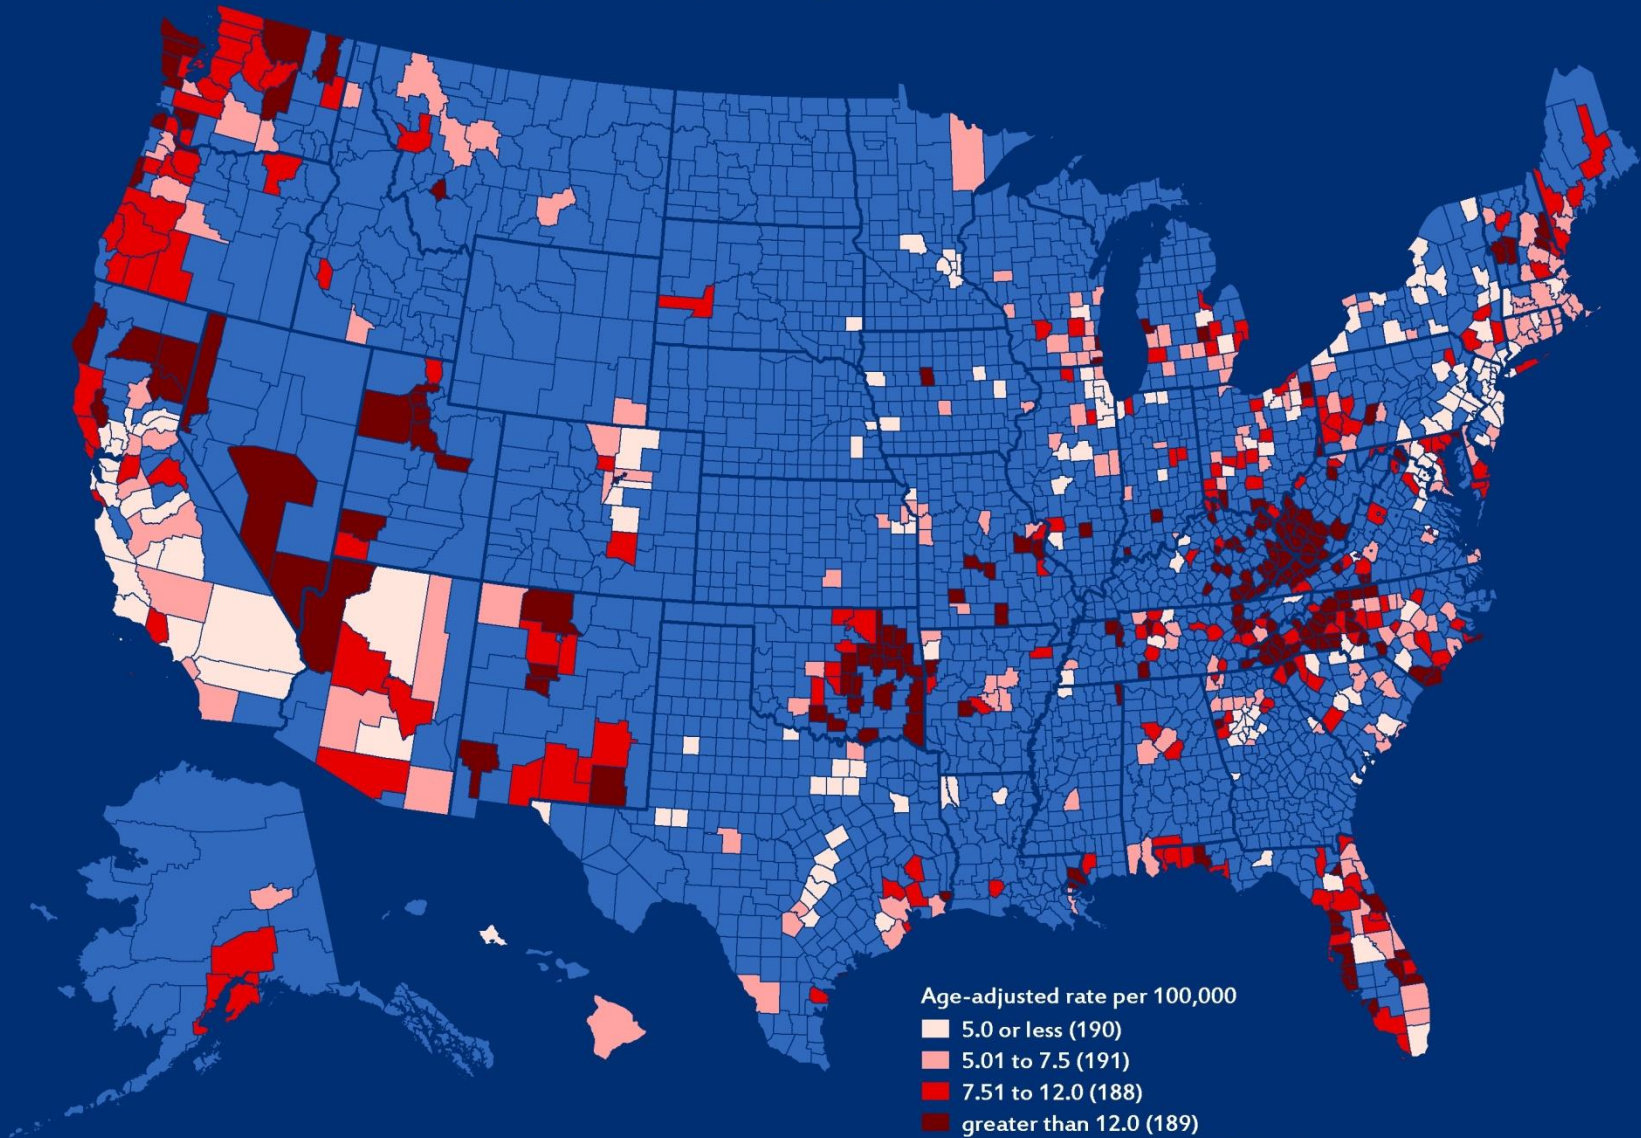 Age-adjusted rate per 100,000
5.0 or less (190)
5.01 to 7.5 (191)
7.51 to 12.0 (188)
greater than 12.0 (189)